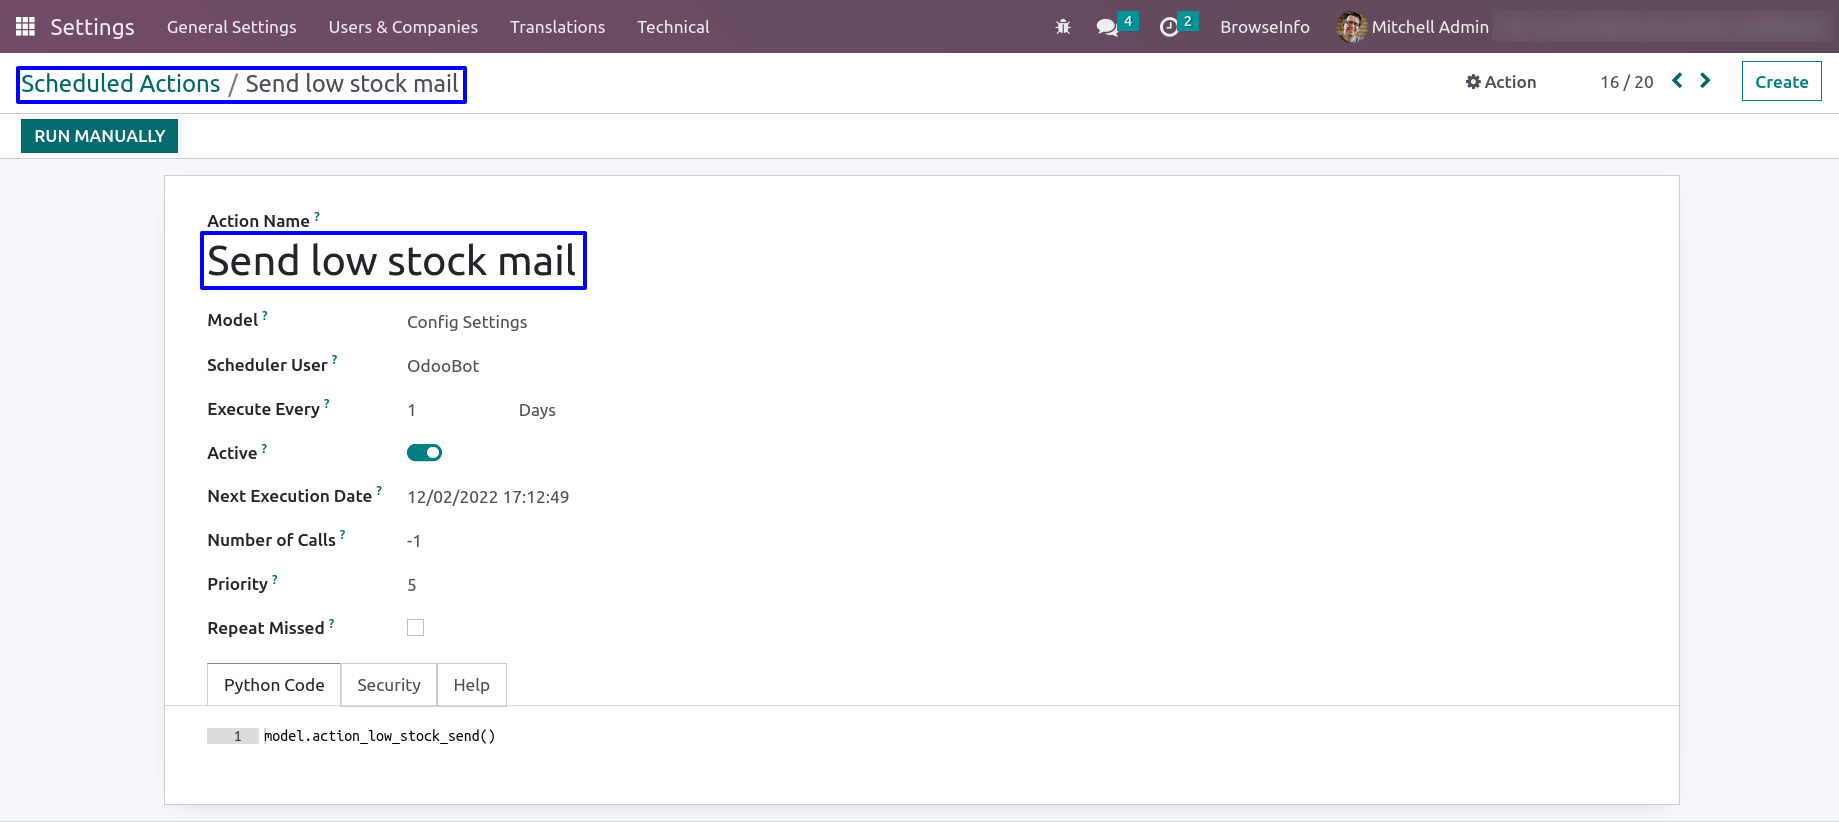 Settings General Settings Users & Companies Translations Technical 4 2 BrowseInfo Mitchell Admin
Scheduled Actions / Send low stock mail Action 16 / 20 Create
RUN MANUALLY
Action Name ?
Send low stock mail
Model ? Config Settings
Scheduler User ? OdooBot
Execute Every ? 1 Days
Active ?
Next Execution Date ? 12/02/2022 17:12:49
Number of Calls ? -1
Priority ? 5
Repeat Missed ?
Python Code Security Help
1 model.action_low_stock_send()